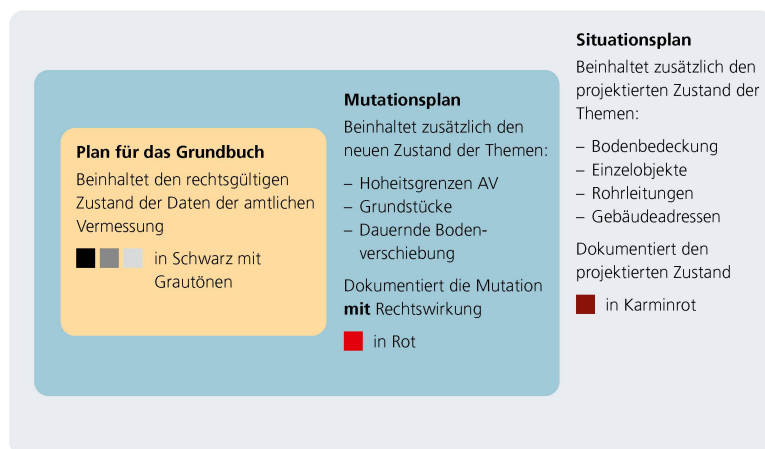 Situationsplan
Beinhaltet zusätzlich den
projektierten Zustand der
Themen:
– Bodenbedeckung
– Einzelobjekte
– Rohrleitungen
– Gebäudeadressen
Dokumentiert den
projektierten Zustand
in Karminrot
Mutationsplan
Beinhaltet zusätzlich den
neuen Zustand der Themen:
– Hoheitsgrenzen AV
– Grundstücke
– Dauernde Boden-
verschiebung
Dokumentiert die Mutation
mit Rechtswirkung
in Rot
Plan für das Grundbuch
Beinhaltet den rechtsgültigen
Zustand der Daten der amtlichen
Vermessung
in Schwarz mit
Grautönen